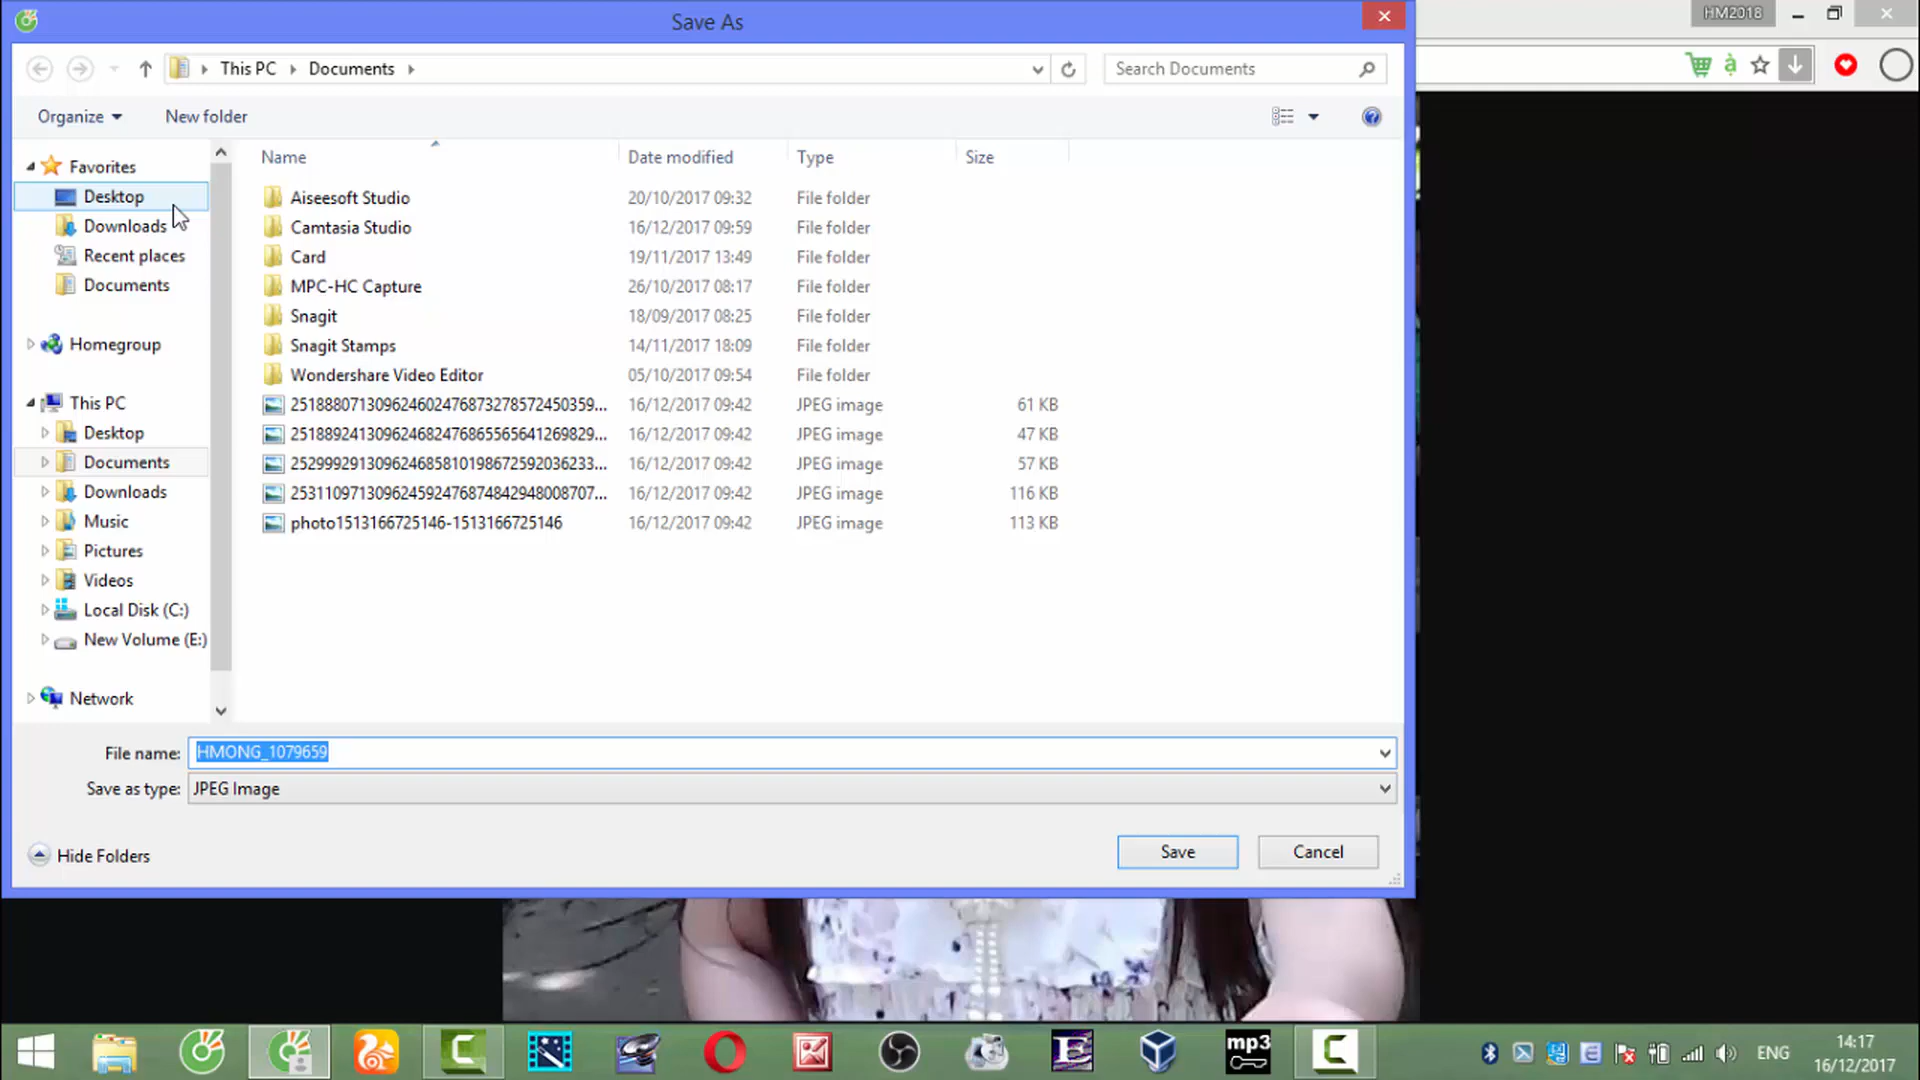 Save As
HM2018
This PC Documents
Search Documents
Organize
New folder
Name Date modified Type Size
Favorites
Desktop
Downloads
Recent places
Documents
Homegroup
This PC
Desktop
Documents
Downloads
Music
Pictures
Videos
Local Disk (C:)
New Volume (E:)
Network
Aiseesoft Studio 20/10/2017 09:32 File folder
Camtasia Studio 16/12/2017 09:59 File folder
Card 19/11/2017 13:49 File folder
MPC-HC Capture 26/10/2017 08:17 File folder
Snagit 18/09/2017 08:25 File folder
Snagit Stamps 14/11/2017 18:09 File folder
Wondershare Video Editor 05/10/2017 09:54 File folder
251888071309624602476873278572450359... 16/12/2017 09:42 JPEG image 61 KB
251889241309624682476865565641269829... 16/12/2017 09:42 JPEG image 47 KB
252999291309624685810198672592036233... 16/12/2017 09:42 JPEG image 57 KB
253110971309624592476874842948008707... 16/12/2017 09:42 JPEG image 116 KB
photo1513166725146-1513166725146 16/12/2017 09:42 JPEG image 113 KB
File name: HMONG_1079659
Save as type: JPEG Image
Hide Folders
Save
Cancel
mp3
ENG
14:17
16/12/2017